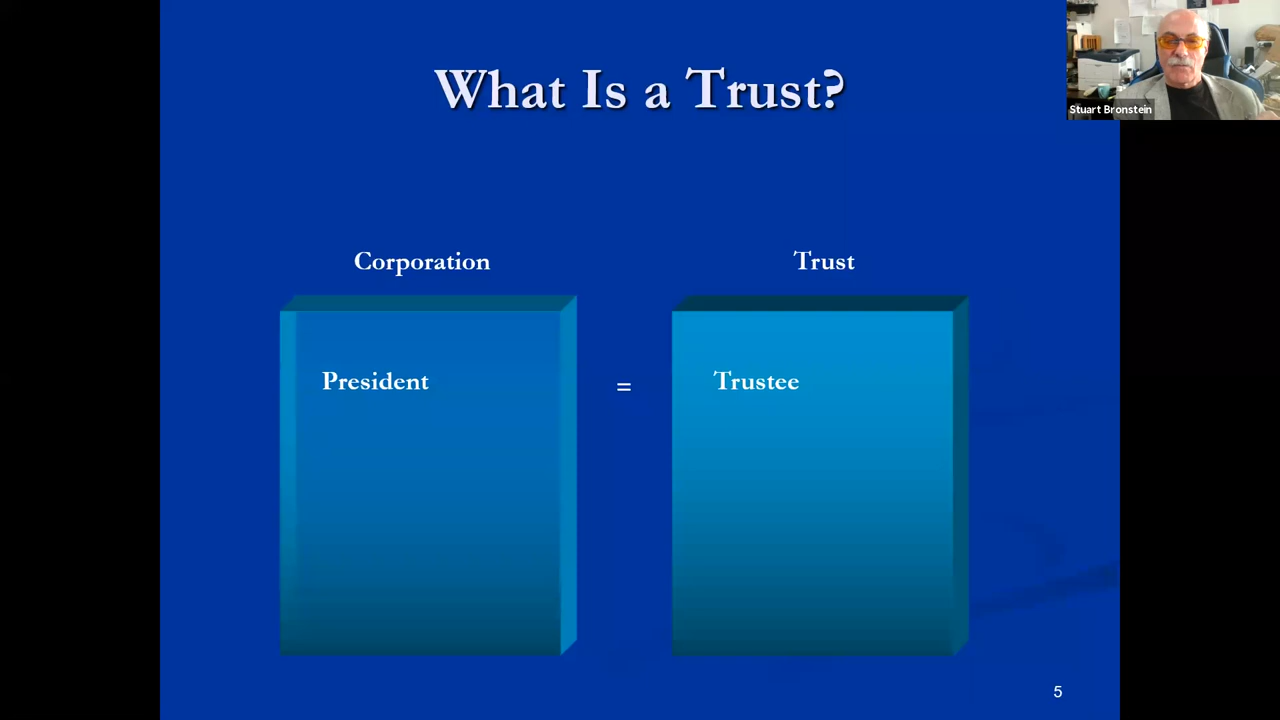 What Is a Trust?
Stuart Bronstein
Corporation
Trust
President
=
Trustee
5